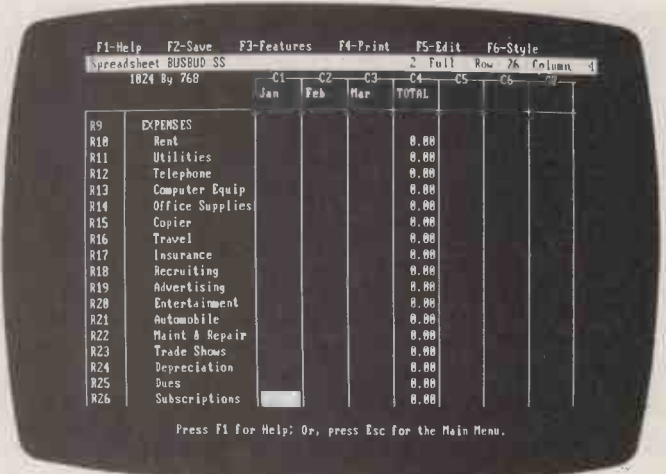 F1-Help F2-Save F3-Features F4-Print F5-Edit F6-Style
Spreadsheet BUSBUD SS 2 Full Row 26 Column 4
1024 By 768 C1 C2 C3 C4 C5 C6 C7
Jan Feb Mar TOTAL
R9 EXPENSES
R10 Rent 0.00
R11 Utilities 0.00
R12 Telephone 0.00
R13 Computer Equip 0.00
R14 Office Supplies 0.00
R15 Copier 0.00
R16 Travel 0.00
R17 Insurance 0.00
R18 Recruiting 0.00
R19 Advertising 0.00
R20 Entertainment 0.00
R21 Automobile 0.00
R22 Maint & Repair 0.00
R23 Trade Shows 0.00
R24 Depreciation 0.00
R25 Dues 0.00
R26 Subscriptions 0.00
Press F1 for Help; Or, press Esc for the Main Menu.